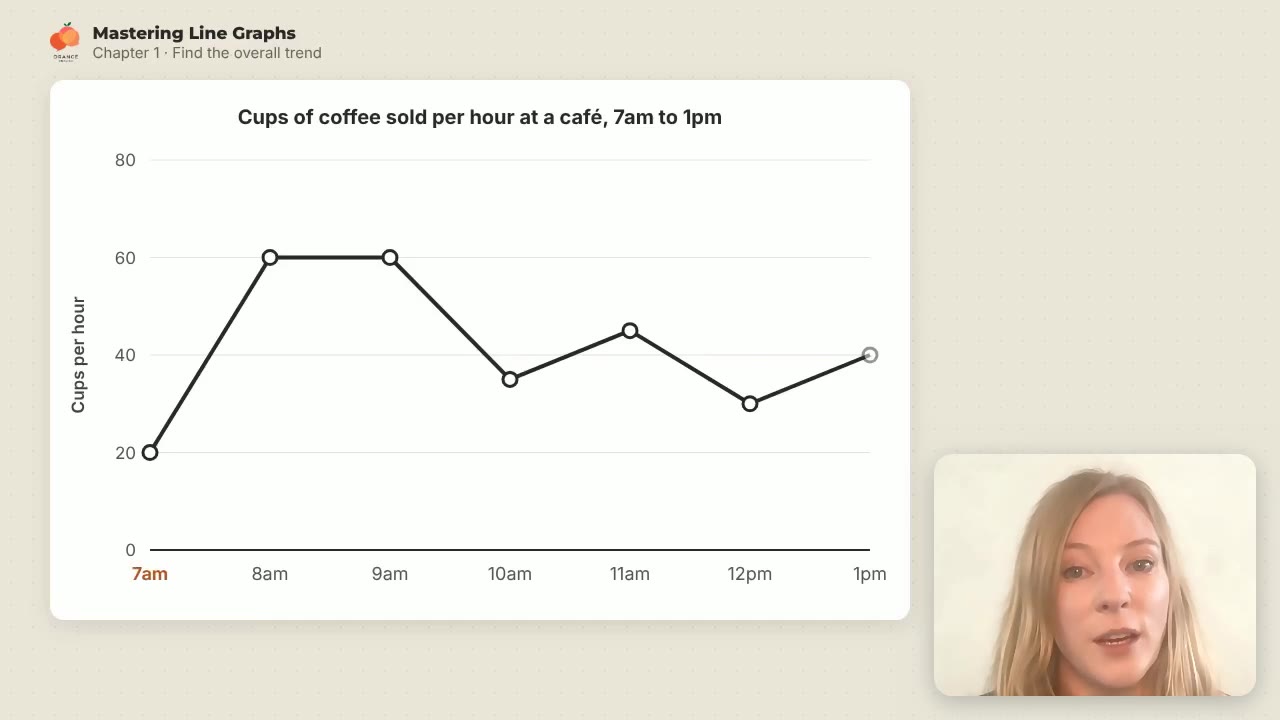 Mastering Line Graphs
Chapter 1 · Find the overall trend
ORANGE
Cups of coffee sold per hour at a café, 7am to 1pm
80
60
40
20
0
Cups per hour
7am 8am 9am 10am 11am 12pm 1pm